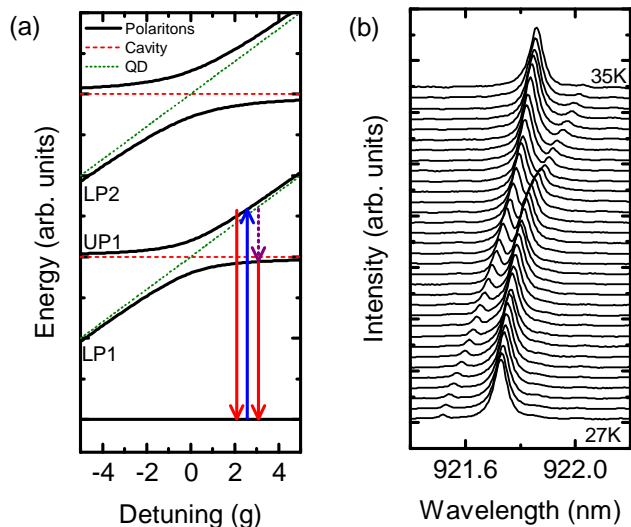 (a)
Polaritons
Cavity
QD
LP2
UP1
LP1
Energy (arb. units)
-4 -2 0 2 4
Detuning (g)
(b)
35K
27K
Intensity (arb. units)
921.6 922.0
Wavelength (nm)